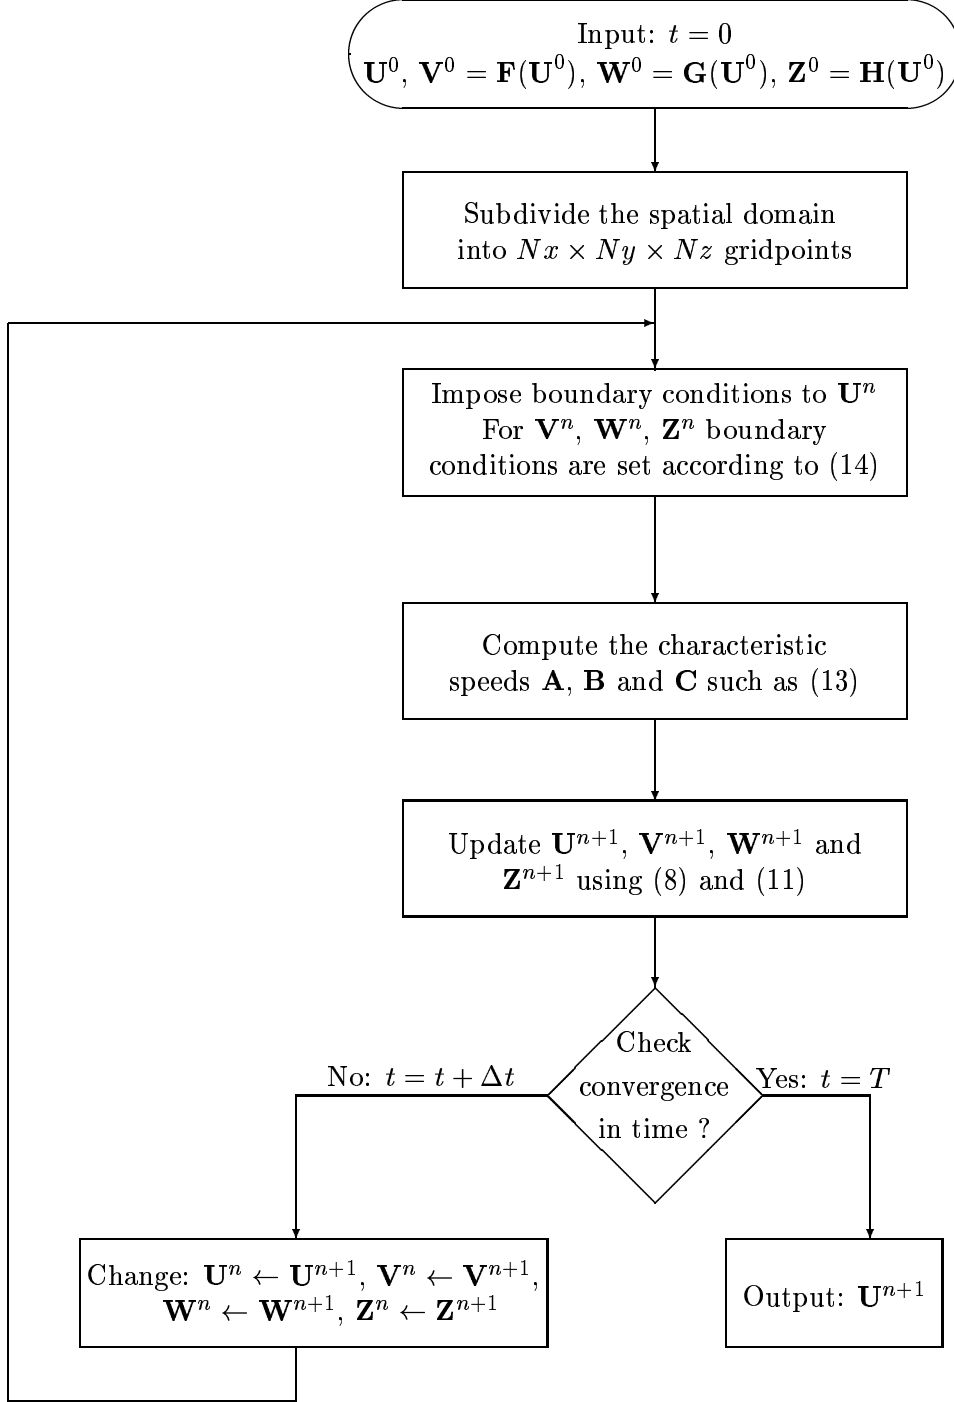 Input: t = 0
𝐔⁰, 𝐕⁰ = 𝐅(𝐔⁰), 𝐖⁰ = 𝐆(𝐔⁰), 𝐙⁰ = 𝐇(𝐔⁰)
Subdivide the spatial domain
into Nx × Ny × Nz gridpoints
Impose boundary conditions to 𝐔ⁿ
For 𝐕ⁿ, 𝐖ⁿ, 𝐙ⁿ boundary
conditions are set according to (14)
Compute the characteristic
speeds 𝐀, 𝐁 and 𝐂 such as (13)
Update 𝐔ⁿ⁺¹, 𝐕ⁿ⁺¹, 𝐖ⁿ⁺¹ and
𝐙ⁿ⁺¹ using (8) and (11)
Check
convergence
in time ?
No: t = t + Δt
Yes: t = T
Change: 𝐔ⁿ ← 𝐔ⁿ⁺¹, 𝐕ⁿ ← 𝐕ⁿ⁺¹,
𝐖ⁿ ← 𝐖ⁿ⁺¹, 𝐙ⁿ ← 𝐙ⁿ⁺¹
Output: 𝐔ⁿ⁺¹